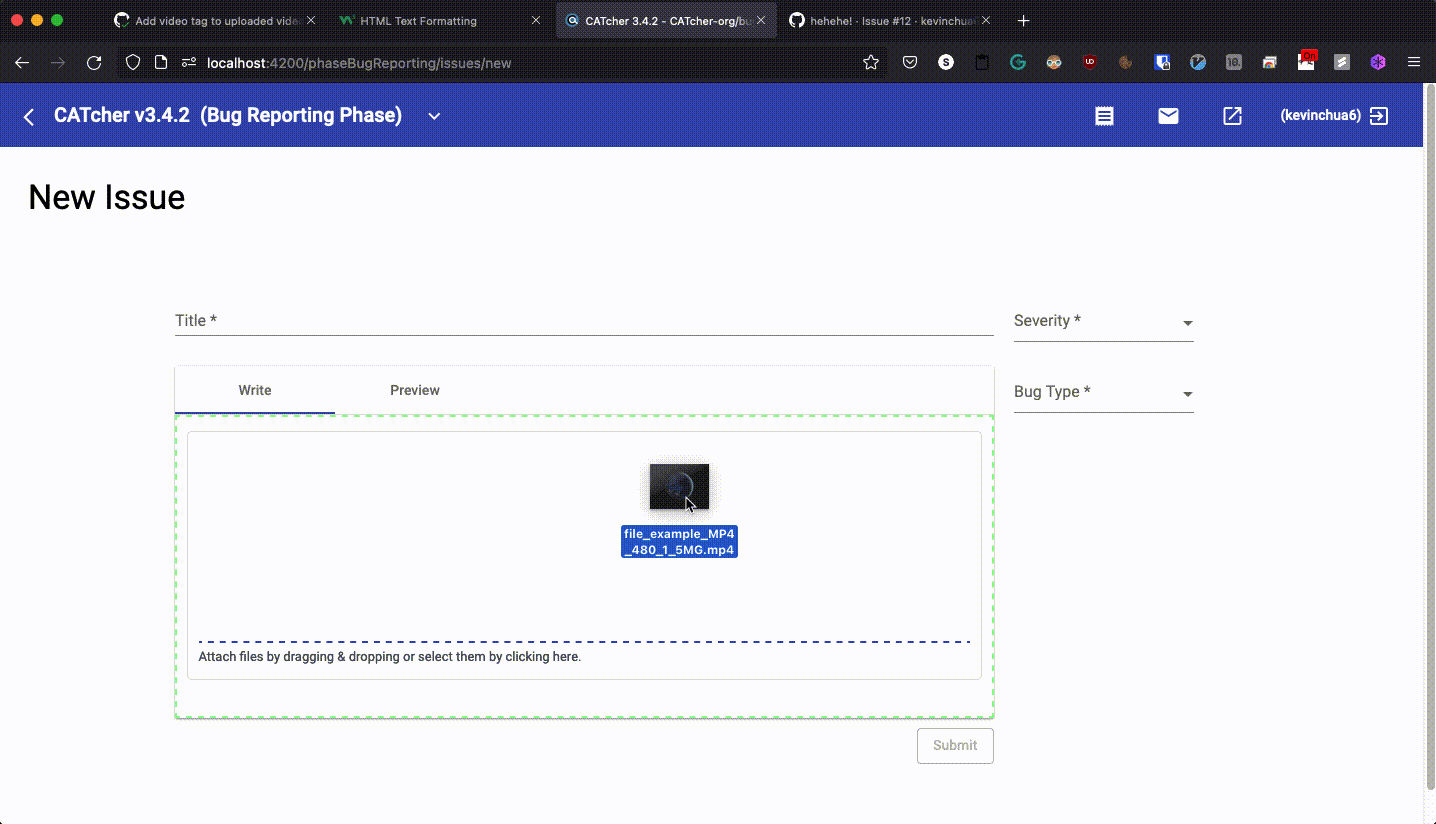 Add video tag to uploaded vide
HTML Text Formatting
CATcher 3.4.2 - CATcher-org/bu
hehehe! · Issue #12 · kevinchua
localhost:4200/phaseBugReporting/issues/new
CATcher v3.4.2 (Bug Reporting Phase)
(kevinchua6)
New Issue
Title *
Severity *
Write
Preview
Bug Type *
file_example_MP4
_480_1_5MG.mp4
Attach files by dragging & dropping or select them by clicking here.
Submit